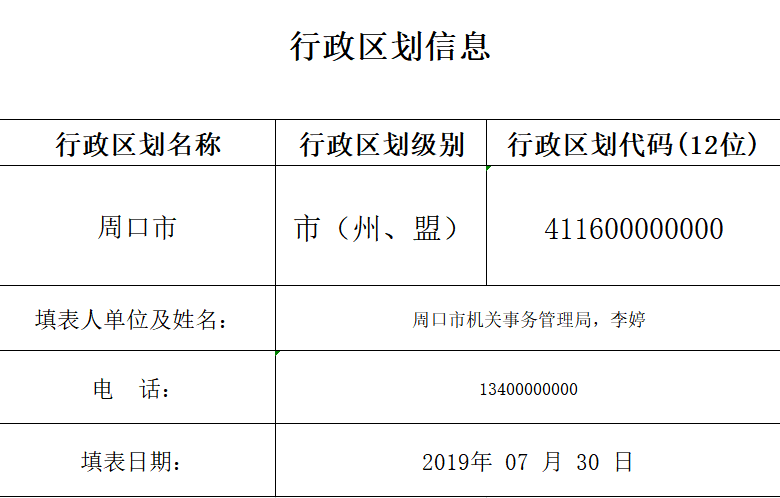 行政区划信息
行政区划名称 行政区划级别 行政区划代码(12位)
周口市 市（州、盟） 411600000000
填表人单位及姓名： 周口市机关事务管理局，李婷
电 话： 13400000000
填表日期： 2019年 07 月 30 日